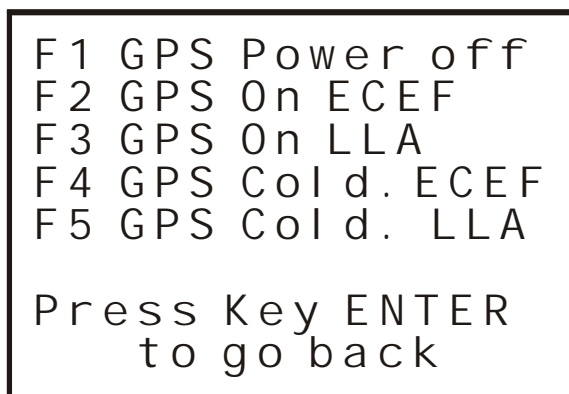 F1 GPS Power off
F2 GPS On ECEF
F3 GPS On LLA
F4 GPS Cold. ECEF
F5 GPS Cold. LLA
Press Key ENTER
to go back